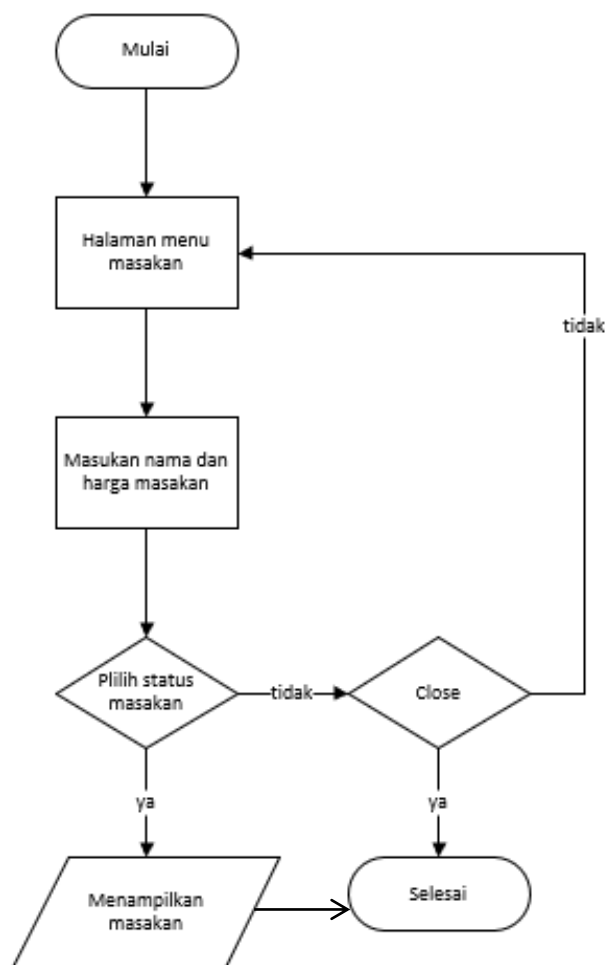 Mulai
Halaman menu
masakan
tidak
Masukan nama dan
harga masakan
Plilih status
masakan
tidak
Close
ya
ya
Menampilkan
masakan
Selesai